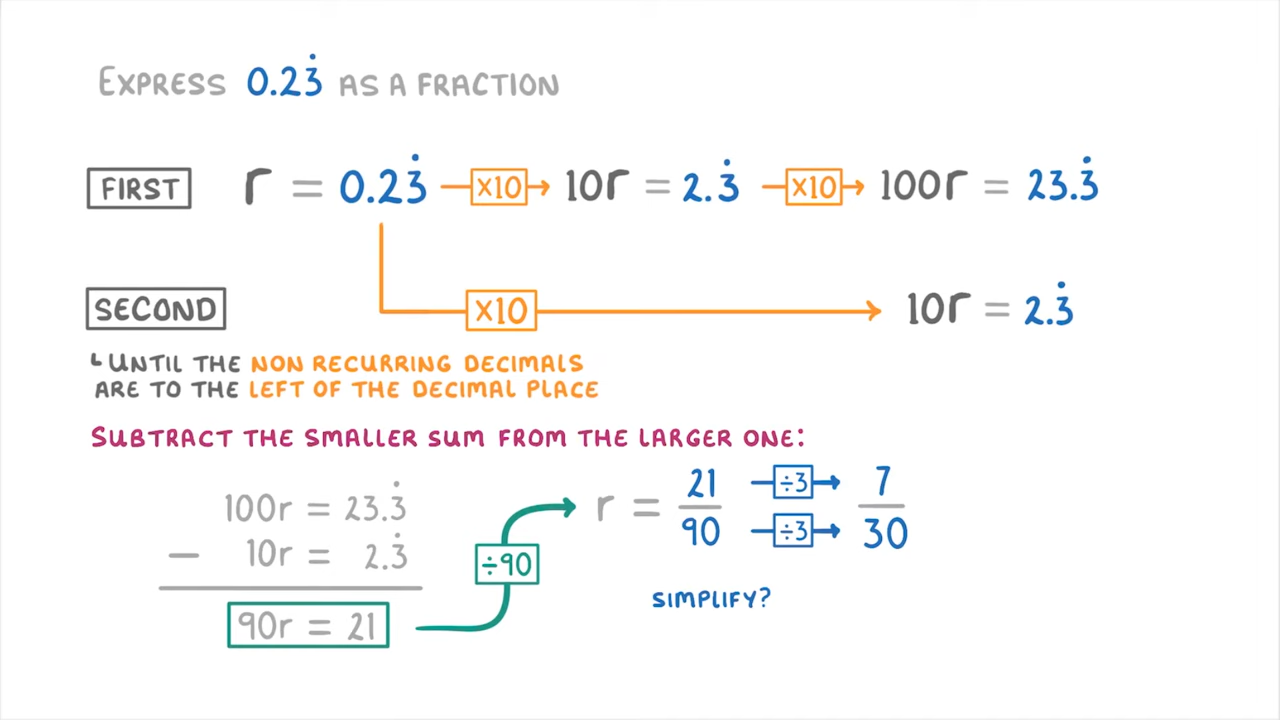 EXPRESS 0.23̇ AS A FRACTION
FIRST r = 0.23̇ ×10 10r = 2.3̇ ×10 100r = 23.3̇
SECOND ×10 10r = 2.3̇
UNTIL THE NON RECURRING DECIMALS
ARE TO THE LEFT OF THE DECIMAL PLACE
SUBTRACT THE SMALLER SUM FROM THE LARGER ONE:
100r = 23.3̇
− 10r = 2.3̇
90r = 21
÷90
r = 21/90 ÷3 ÷3 7/30
SIMPLIFY?